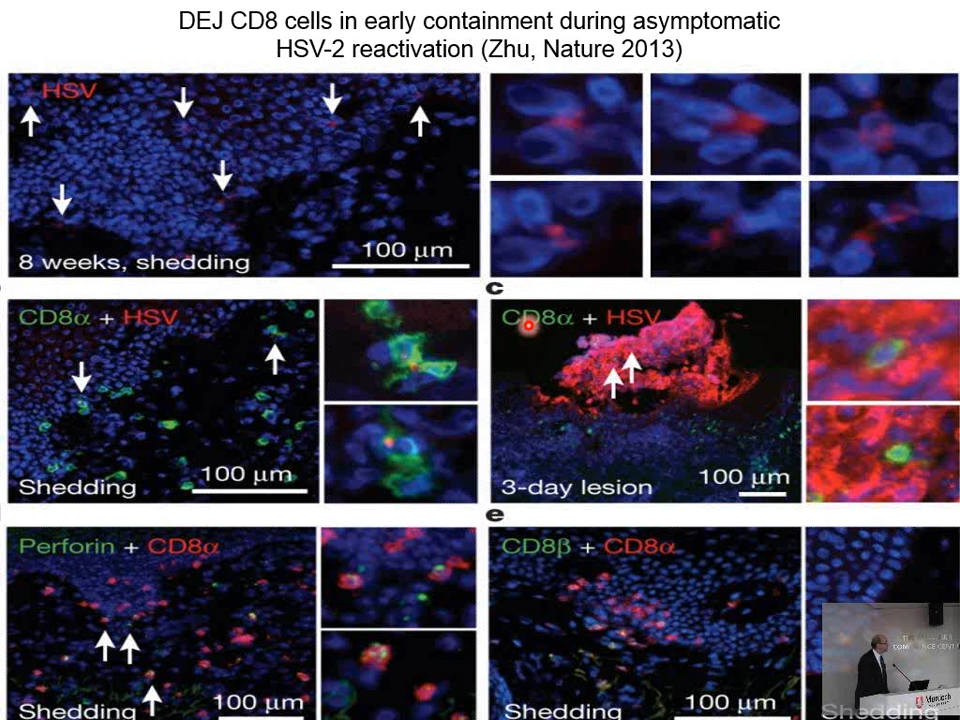 DEJ CD8 cells in early containment during asymptomatic
HSV-2 reactivation (Zhu, Nature 2013)
HSV
8 weeks, shedding
100 µm
c
CD8α + HSV
Shedding
100 µm
CD8α + HSV
3-day lesion
100 µm
e
Perforin + CD8α
Shedding
100 µm
CD8β + CD8α
Shedding
100 µm
Shedding
Murdoch